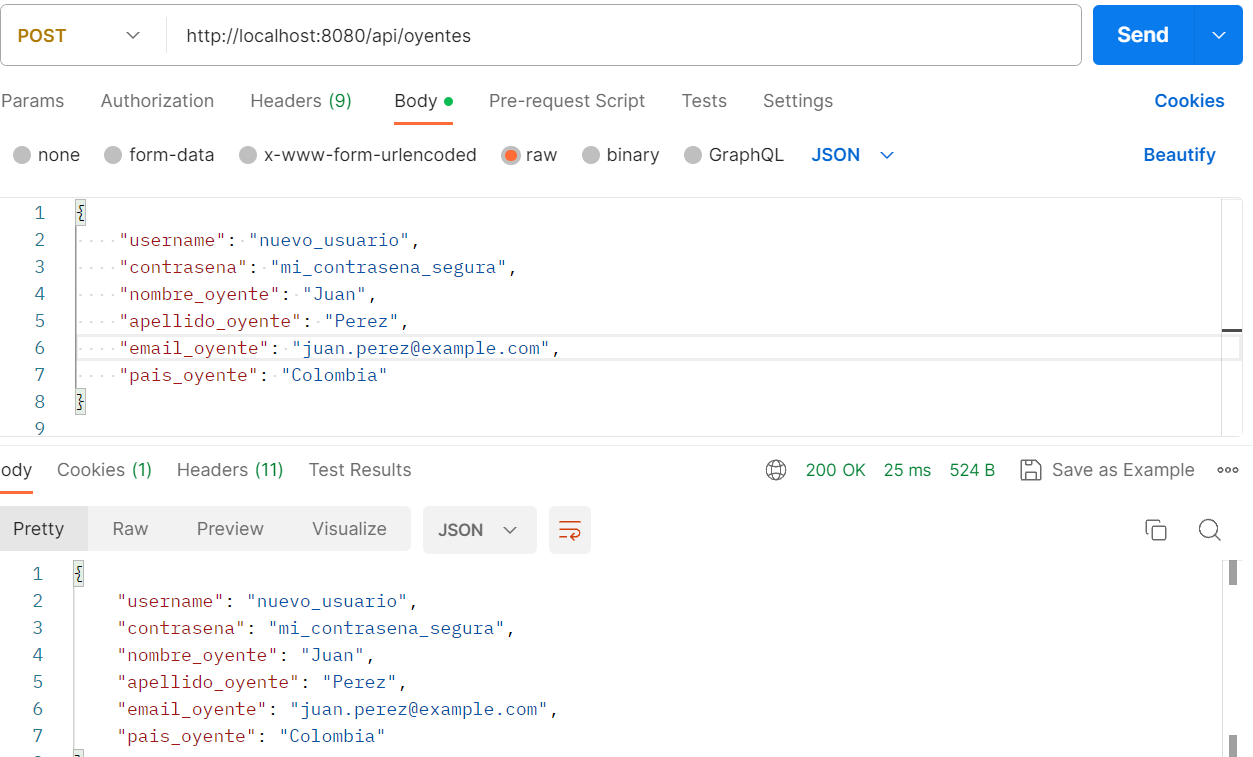 POST http://localhost:8080/api/oyentes Send
Params Authorization Headers (9) Body Pre-request Script Tests Settings Cookies
none form-data x-www-form-urlencoded raw binary GraphQL JSON Beautify
1 {
2 "username": "nuevo_usuario",
3 "contrasena": "mi_contrasena_segura",
4 "nombre_oyente": "Juan",
5 "apellido_oyente": "Perez",
6 "email_oyente": "juan.perez@example.com",
7 "pais_oyente": "Colombia"
8 }
9
ody Cookies (1) Headers (11) Test Results 200 OK 25 ms 524 B Save as Example
Pretty Raw Preview Visualize JSON
1 {
2 "username": "nuevo_usuario",
3 "contrasena": "mi_contrasena_segura",
4 "nombre_oyente": "Juan",
5 "apellido_oyente": "Perez",
6 "email_oyente": "juan.perez@example.com",
7 "pais_oyente": "Colombia"